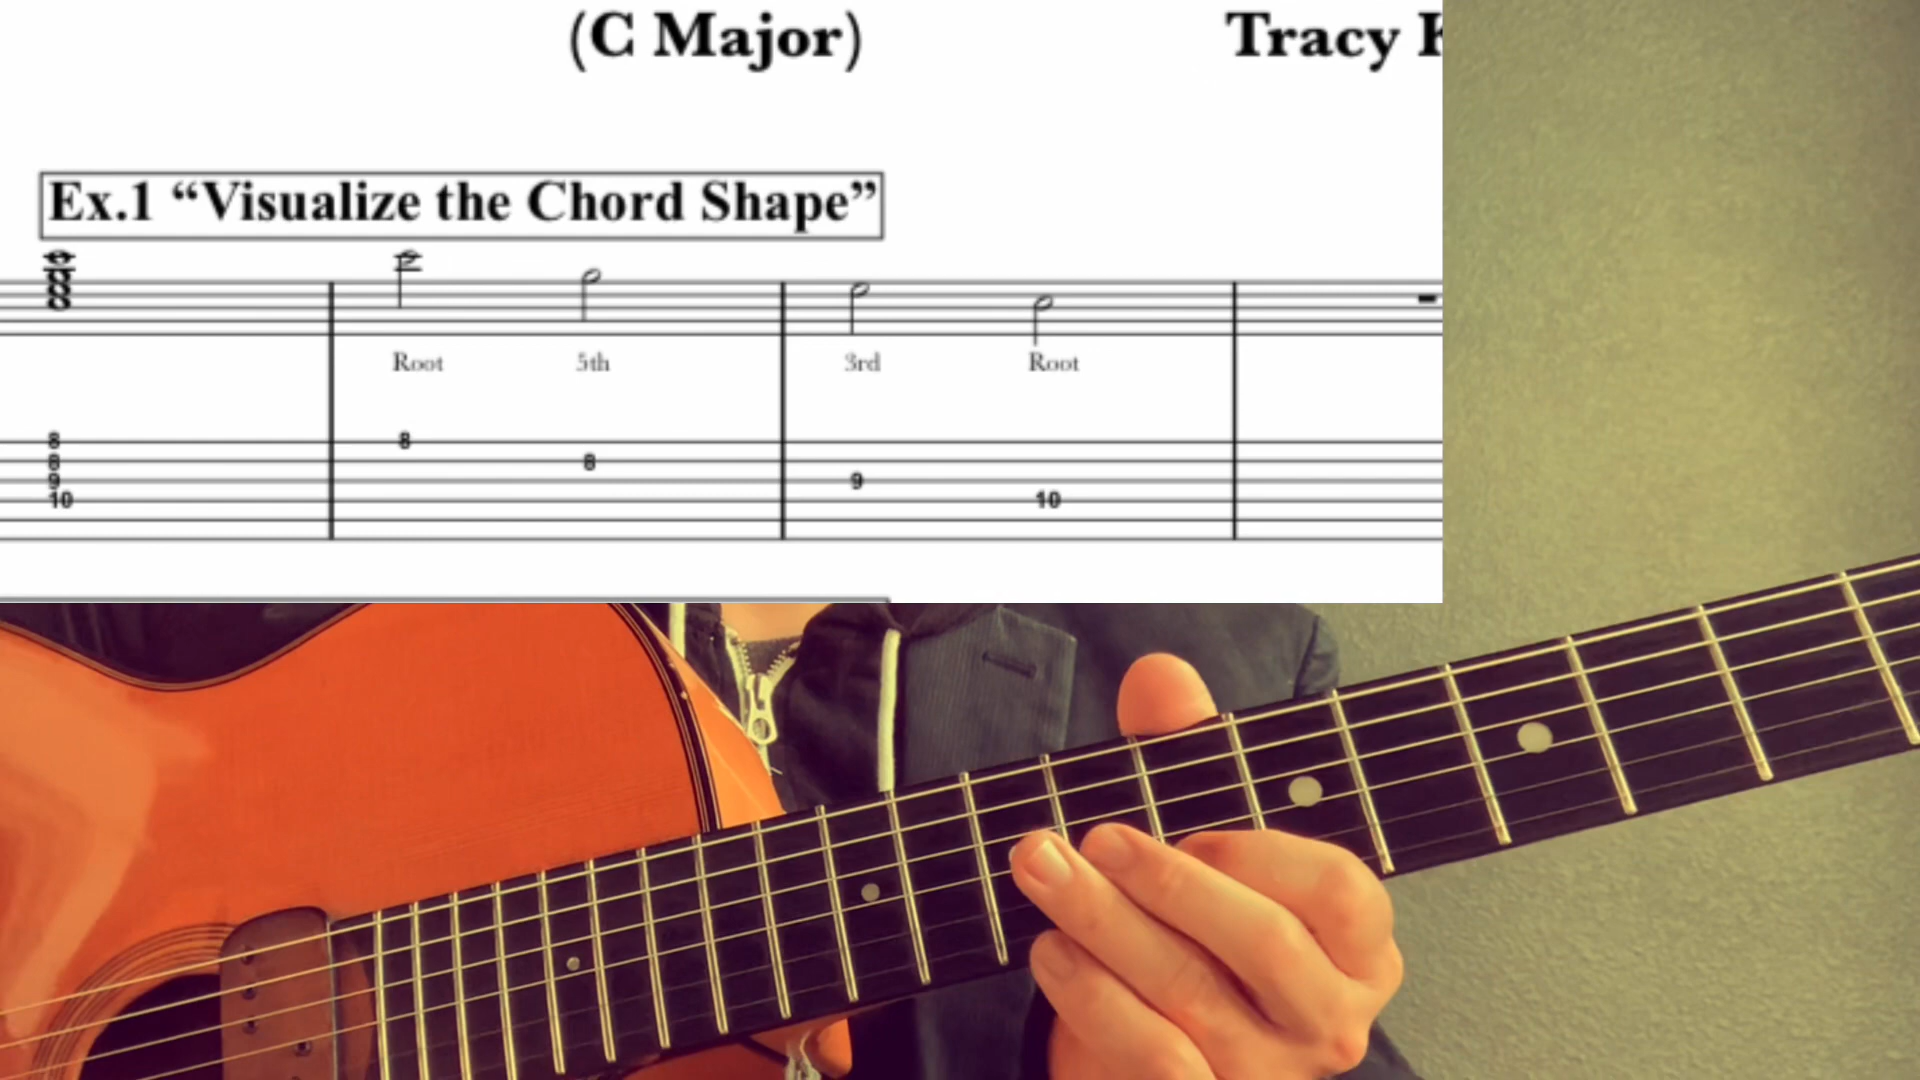 (C Major) Tracy
Ex.1 “Visualize the Chord Shape”
Root 5th 3rd Root
8 8
8 8
9 9
10 10